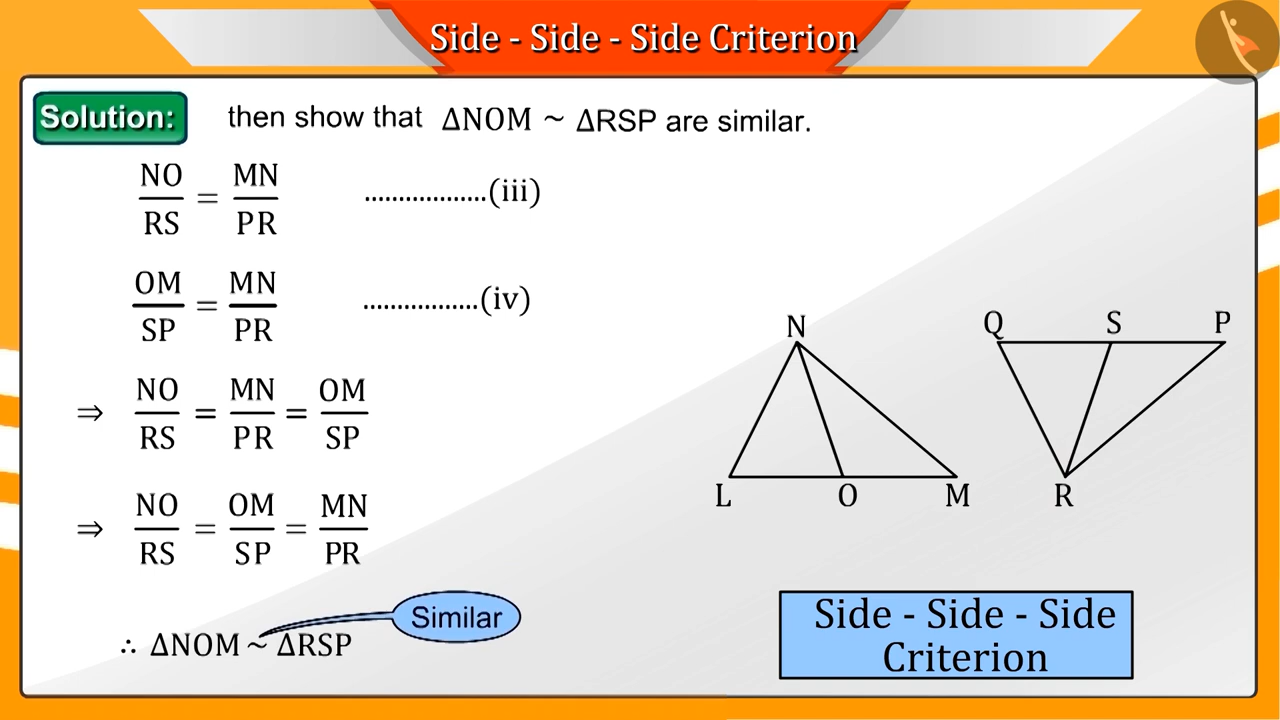 Side - Side - Side Criterion
Solution: then show that ΔNOM ~ ΔRSP are similar.
NO/RS = MN/PR ..................(iii)
OM/SP = MN/PR .................(iv)
⇒ NO/RS = MN/PR = OM/SP
⇒ NO/RS = OM/SP = MN/PR
Similar
∴ ΔNOM ~ ΔRSP
N
L O M
Q S P
R
Side - Side - Side
Criterion